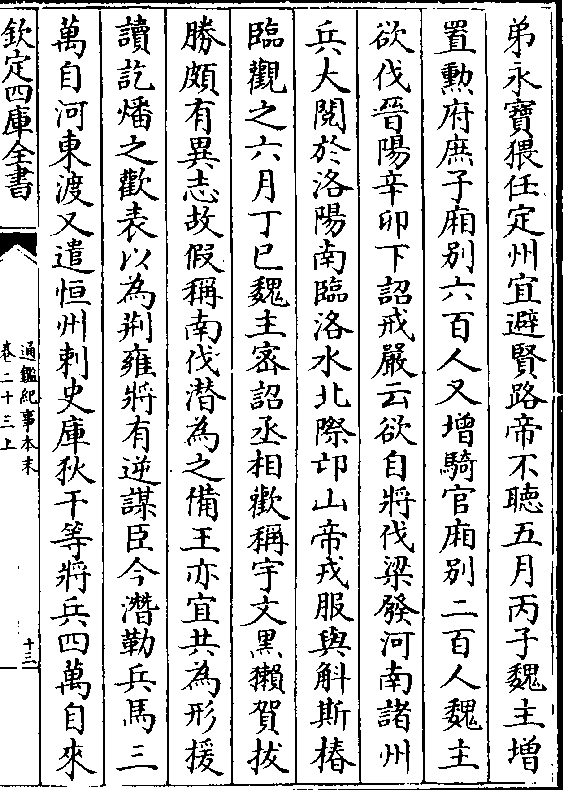 弟永寶猥任定州宜避賢路帝不聽五月丙子魏主增
置勲府庶子廂别六百人又增騎官廂别二百人魏主
欲伐晉陽辛卯下詔戒嚴云欲自將伐梁發河南諸州
兵大閱於洛陽南臨洛水北際邙山帝戎服與斛斯椿
臨觀之六月丁巳魏主宻詔丞相歡稱宇文黑獺賀拔
勝頗有異志故假稱南伐潛為之備王亦宜共為形援
讀訖燔之歡表以為荆雍將有逆謀臣今潛勒兵馬三
萬自河東渡又遣恒州刺史庫狄干等將兵四萬自來
欽定四庫全書
通鑑紀事本末
卷二十三上
十三